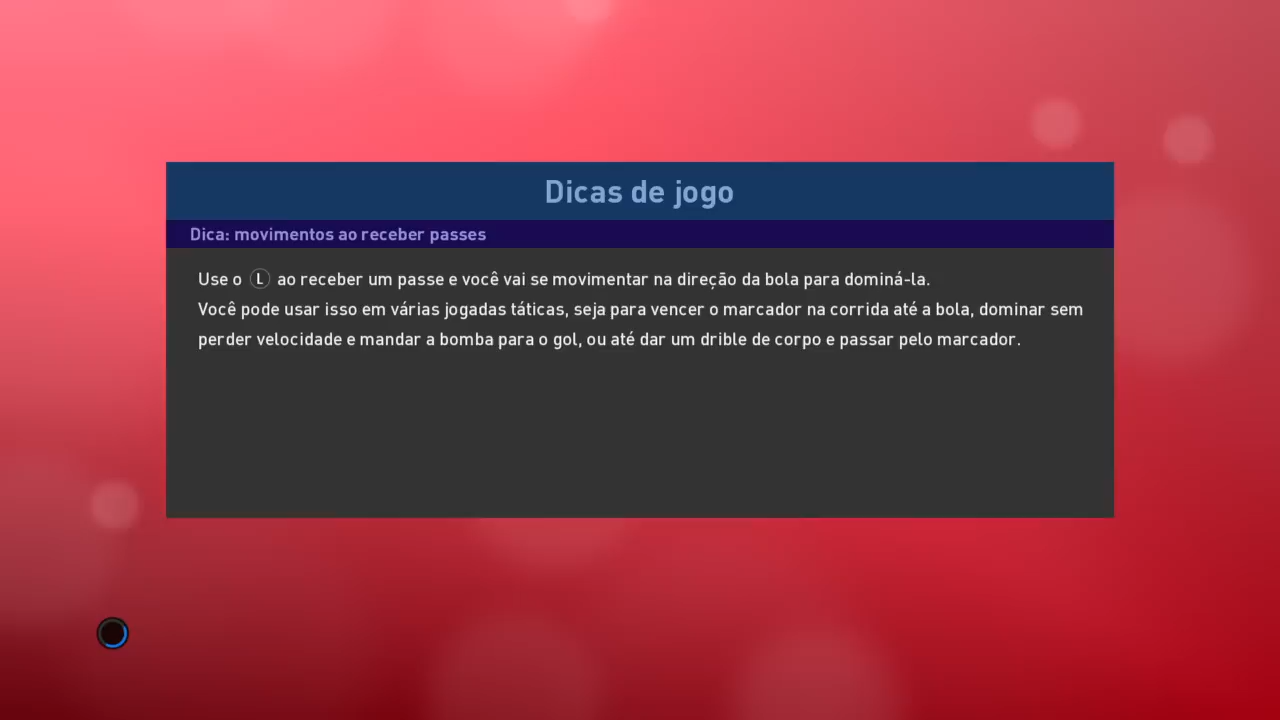 Dicas de jogo
Dica: movimentos ao receber passes
Use o L ao receber um passe e você vai se movimentar na direção da bola para dominá-la.
Você pode usar isso em várias jogadas táticas, seja para vencer o marcador na corrida até a bola, dominar sem
perder velocidade e mandar a bomba para o gol, ou até dar um drible de corpo e passar pelo marcador.